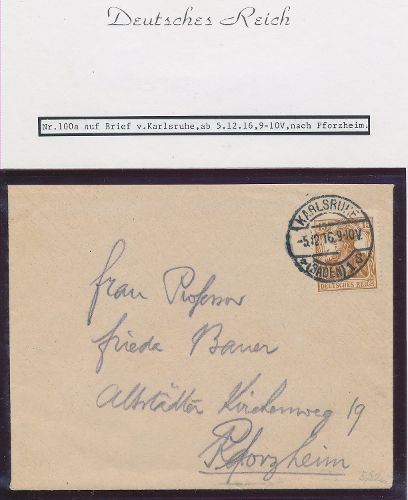 Deutsches Reich
Nr.100a auf Brief v.Karlsruhe,ab 5.12.16,9-10V,nach Pforzheim.
KARLSRUHE
-5.12.16.9-10V.
(BADEN) 1
DEUTSCHES REICH
Frau Professor
Frieda Bauer
Altstädter Kirchenweg 19
Pforzheim